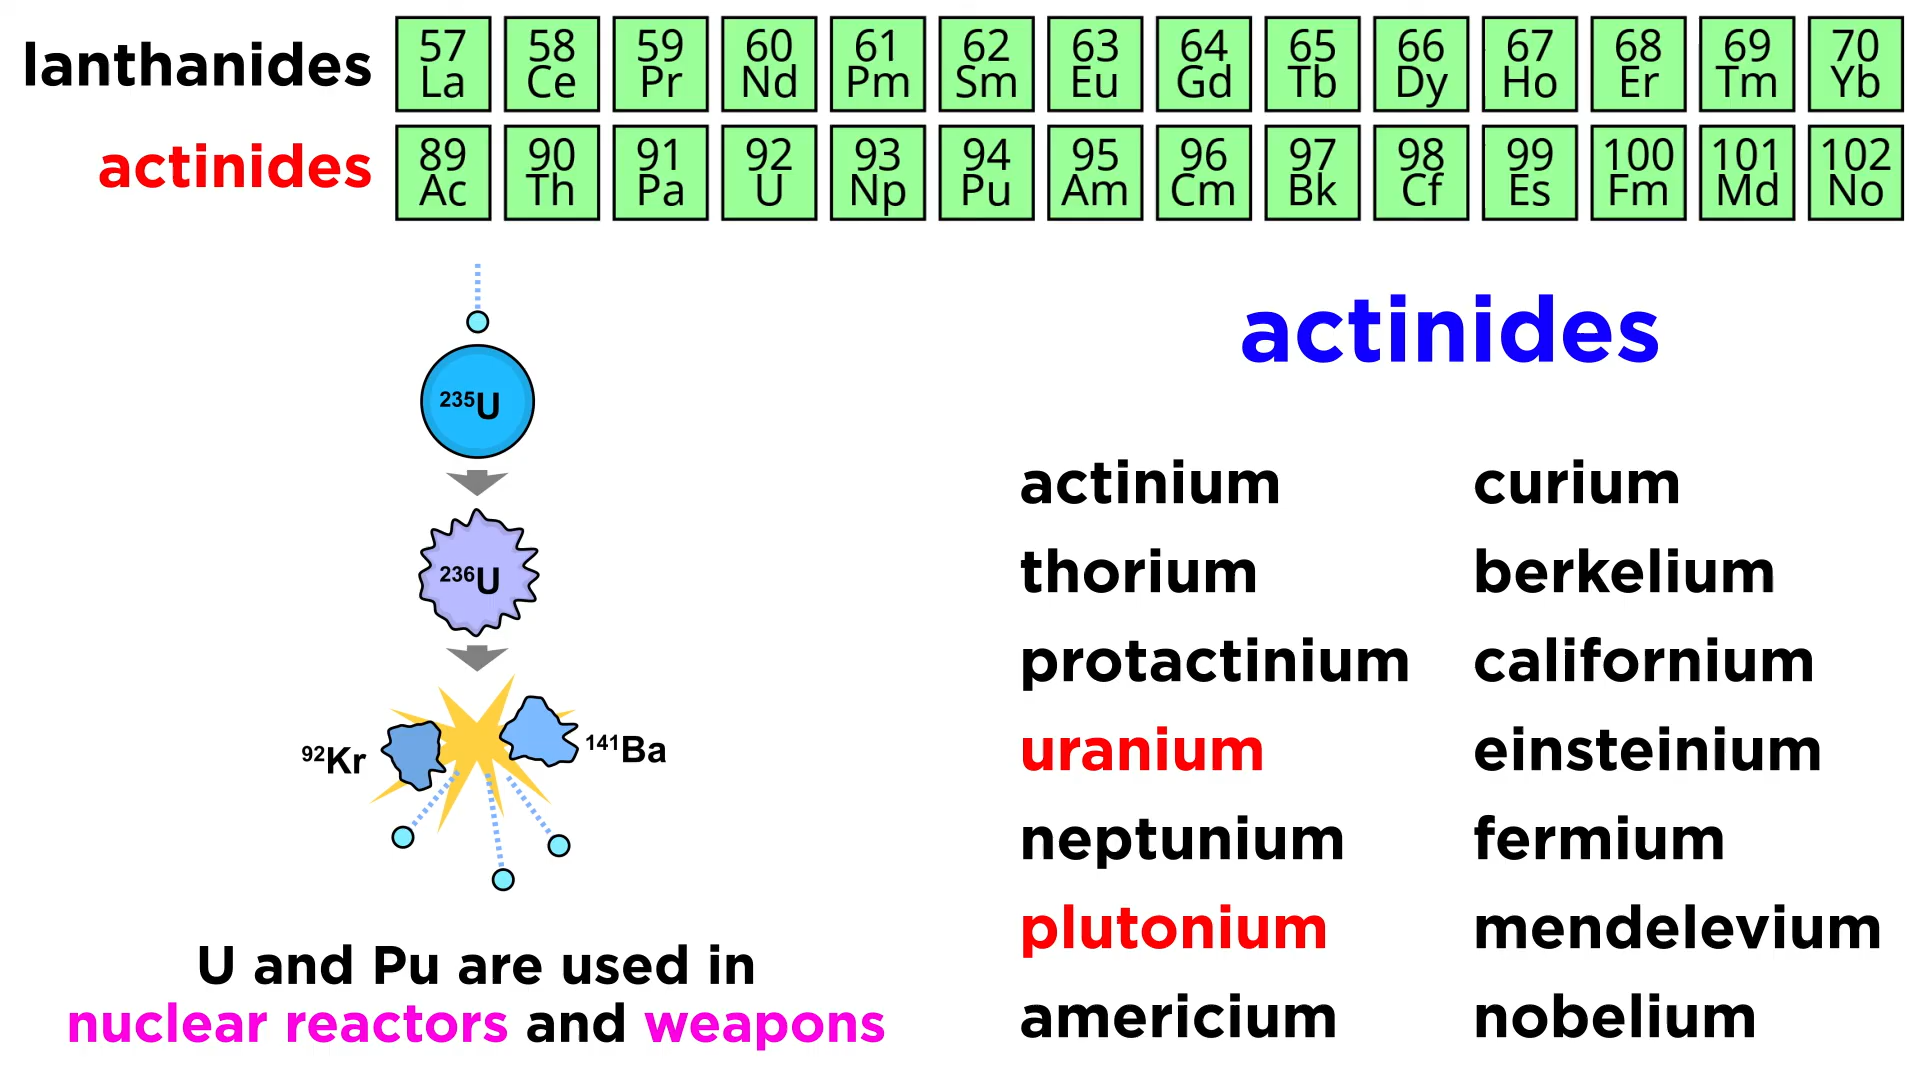 lanthanides
57 58 59 60 61 62 63 64 65 66 67 68 69 70
La Ce Pr Nd Pm Sm Eu Gd Tb Dy Ho Er Tm Yb
actinides
89 90 91 92 93 94 95 96 97 98 99 100 101 102
Ac Th Pa U Np Pu Am Cm Bk Cf Es Fm Md No
²³⁵U
²³⁶U
⁹²Kr
¹⁴¹Ba
U and Pu are used in
nuclear reactors and weapons
actinides
actinium
thorium
protactinium
uranium
neptunium
plutonium
americium
curium
berkelium
californium
einsteinium
fermium
mendelevium
nobelium